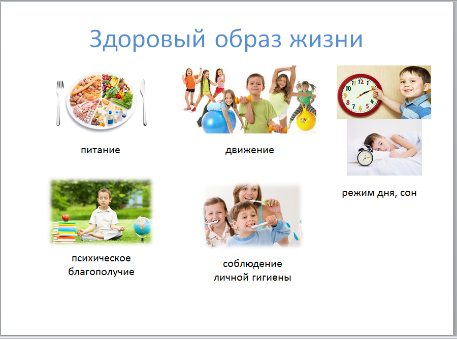 Здоровый образ жизни
питание
движение
режим дня, сон
психическое
благополучие
соблюдение
личной гигиены